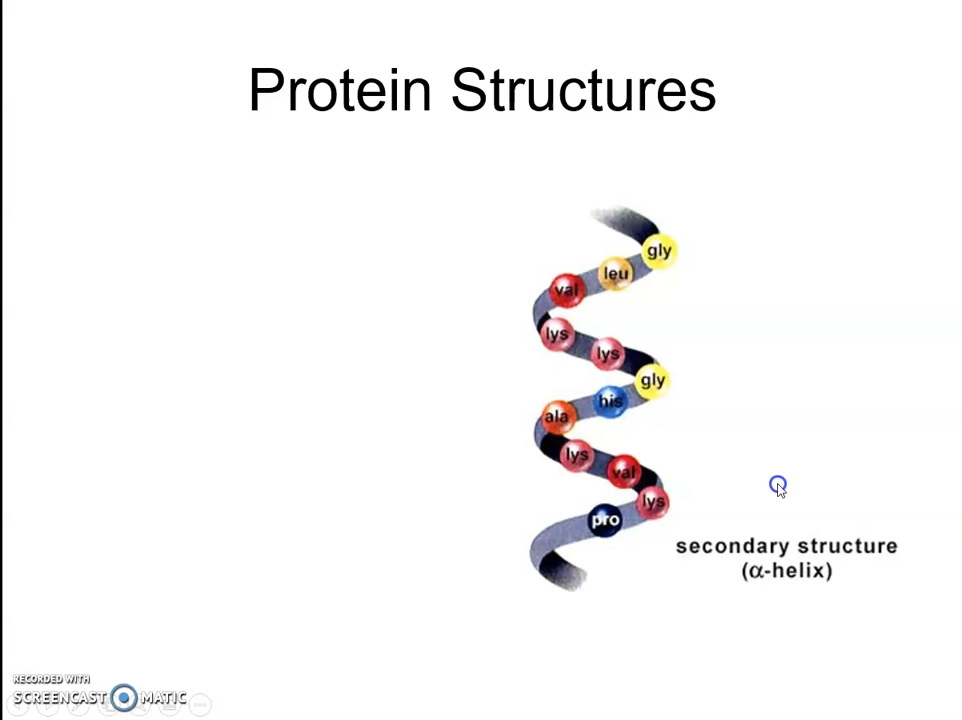 Protein Structures
gly
leu
val
lys
lys
gly
his
ala
lys
val
lys
pro
secondary structure
(α-helix)
RECORDED WITH
SCREENCAST MATIC